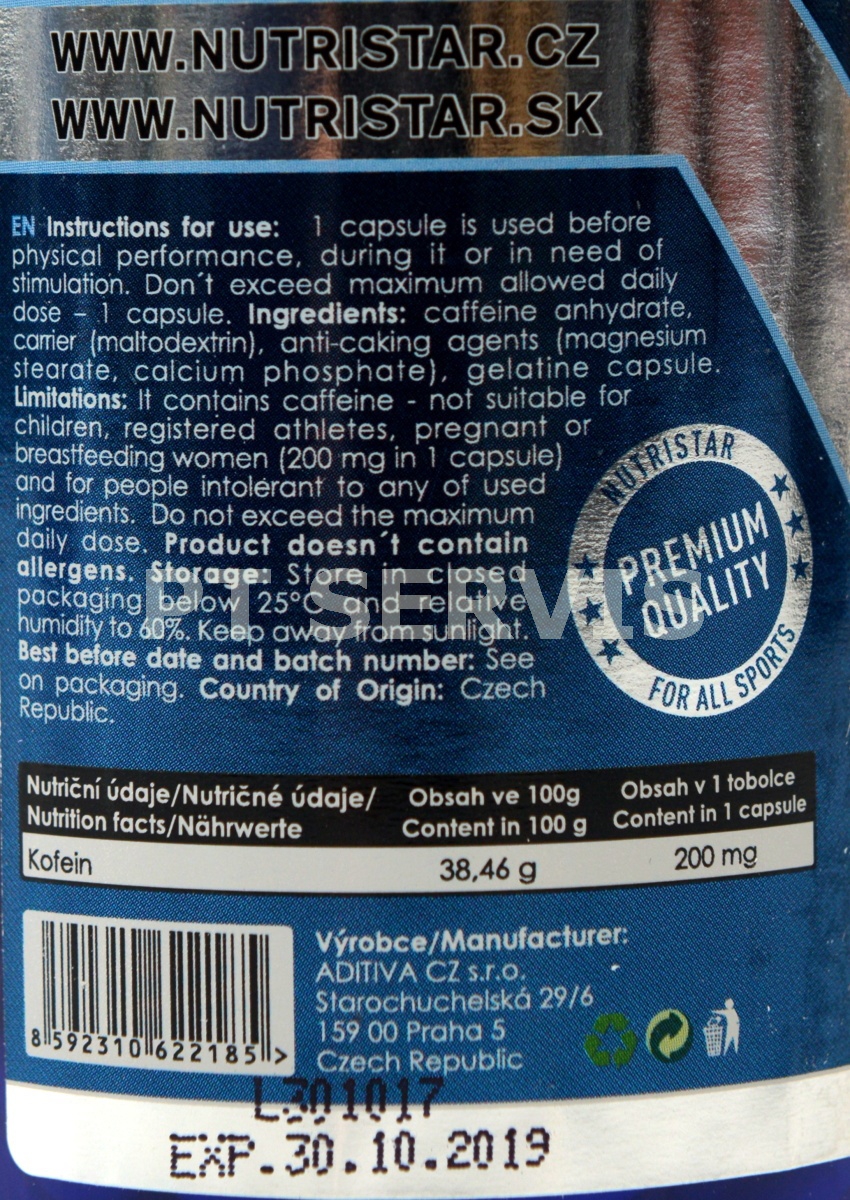 WWW.NUTRISTAR.CZ
WWW.NUTRISTAR.SK
EN Instructions for use: 1 capsule is used before
physical performance, during it or in need of
stimulation. Don´t exceed maximum allowed daily
dose – 1 capsule. Ingredients: caffeine anhydrate,
carrier (maltodextrin), anti-caking agents (magnesium
stearate, calcium phosphate), gelatine capsule.
Limitations: It contains caffeine - not suitable for
children, registered athletes, pregnant or
breastfeeding women (200 mg in 1 capsule)
and for people intolerant to any of used
ingredients. Do not exceed the maximum
daily dose. Product doesn´t contain
allergens. Storage: Store in closed
packaging below 25°C and relative
humidity to 60%. Keep away from sunlight.
Best before date and batch number: See
on packaging. Country of Origin: Czech
Republic.
NUTRISTAR
PREMIUM
QUALITY
FOR ALL SPORTS
PT SERVIS
Nutriční údaje/Nutričné údaje/
Nutrition facts/Nährwerte
Obsah ve 100g
Content in 100 g
Obsah v 1 tobolce
Content in 1 capsule
Kofein 38,46 g 200 mg
8 592310 622185 >
Výrobce/Manufacturer:
ADITIVA CZ s.r.o.
Starochuchelská 29/6
159 00 Praha 5
Czech Republic
L301017
EXP.30.10.2019